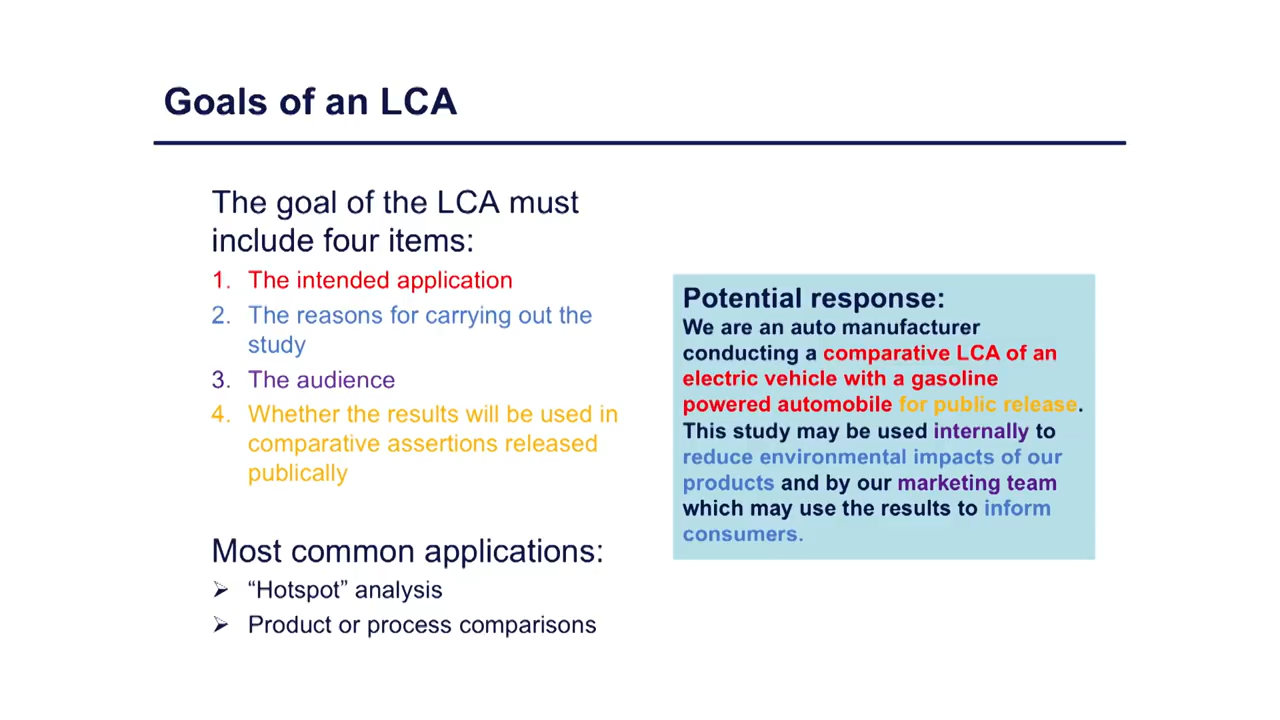 Goals of an LCA
The goal of the LCA must
include four items:
1. The intended application
2. The reasons for carrying out the
study
3. The audience
4. Whether the results will be used in
comparative assertions released
publically
Most common applications:
➢ “Hotspot” analysis
➢ Product or process comparisons
Potential response:
We are an auto manufacturer
conducting a comparative LCA of an
electric vehicle with a gasoline
powered automobile for public release.
This study may be used internally to
reduce environmental impacts of our
products and by our marketing team
which may use the results to inform
consumers.